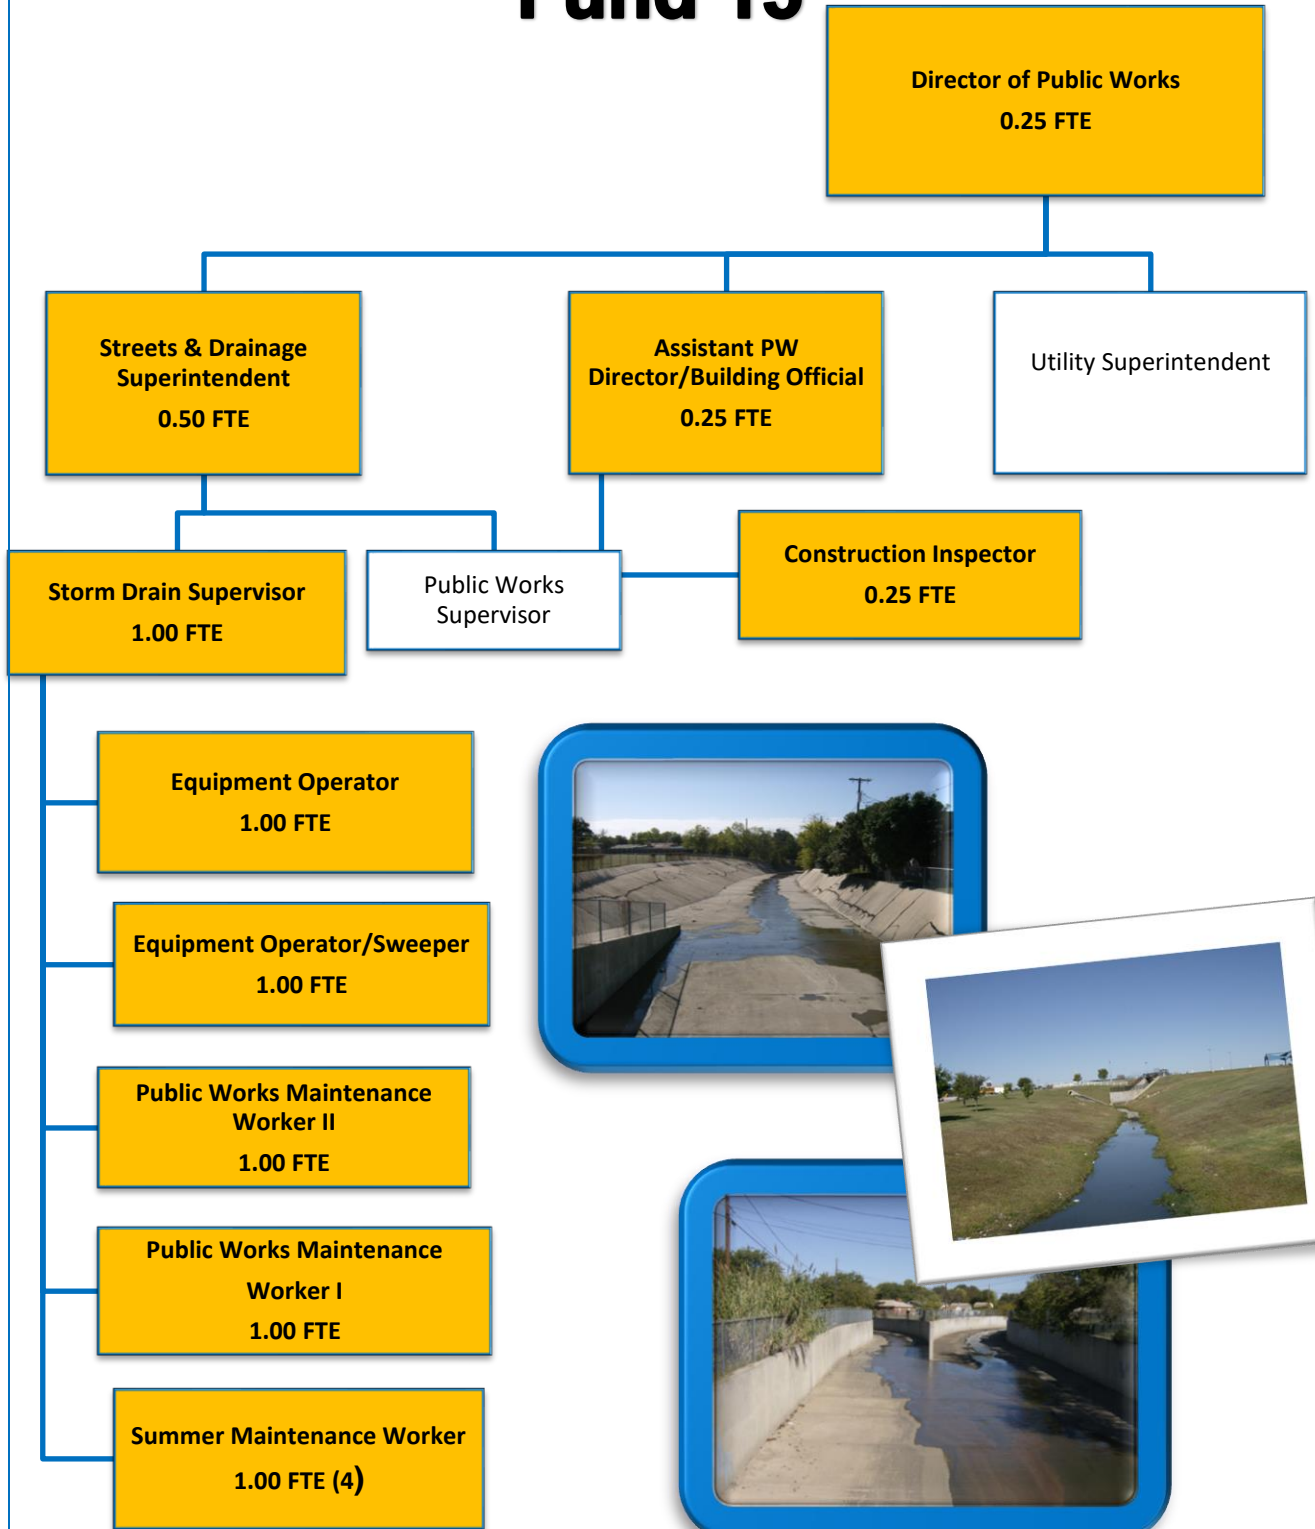 Fund 15
Director of Public Works
0.25 FTE
Streets & Drainage
Superintendent
0.50 FTE
Assistant PW
Director/Building Official
0.25 FTE
Utility Superintendent
Storm Drain Supervisor
1.00 FTE
Public Works
Supervisor
Construction Inspector
0.25 FTE
Equipment Operator
1.00 FTE
Equipment Operator/Sweeper
1.00 FTE
Public Works Maintenance
Worker II
1.00 FTE
Public Works Maintenance
Worker I
1.00 FTE
Summer Maintenance Worker
1.00 FTE (4)